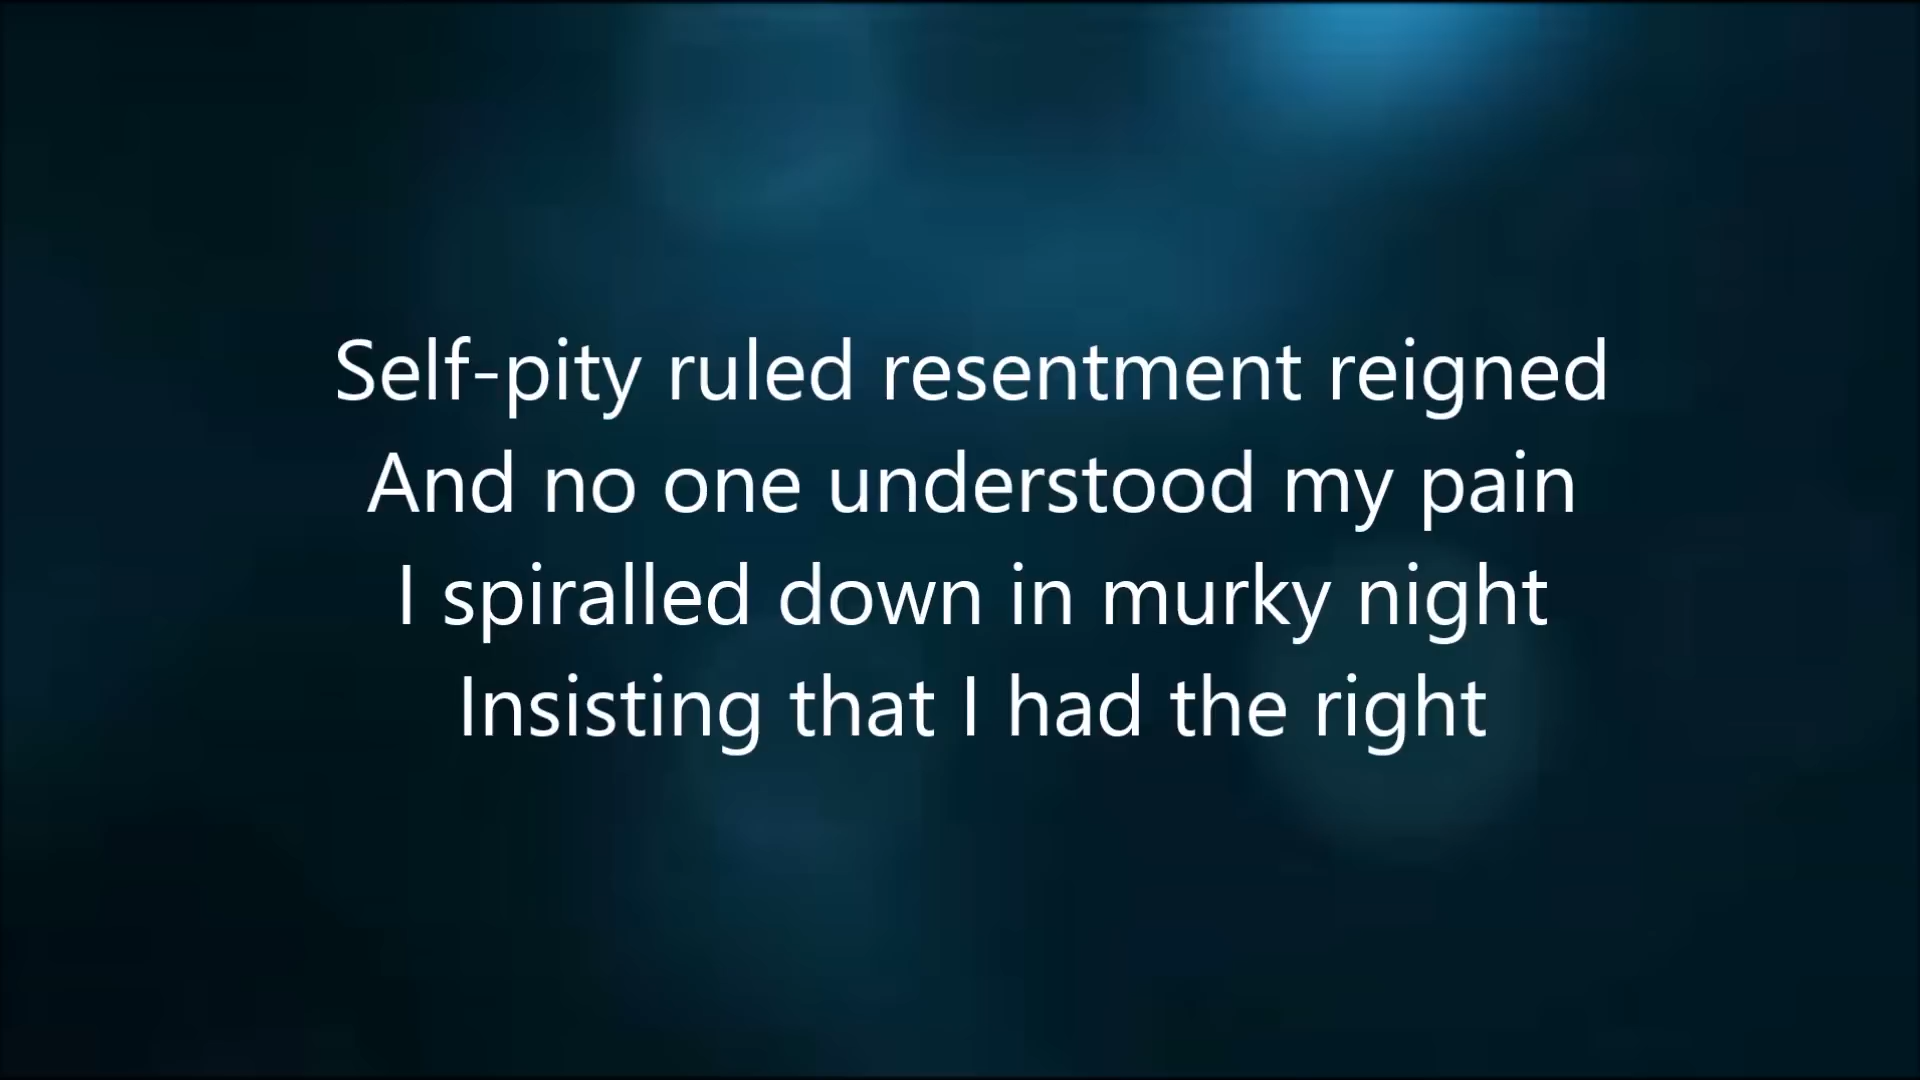 Self-pity ruled resentment reigned
And no one understood my pain
I spiralled down in murky night
Insisting that I had the right